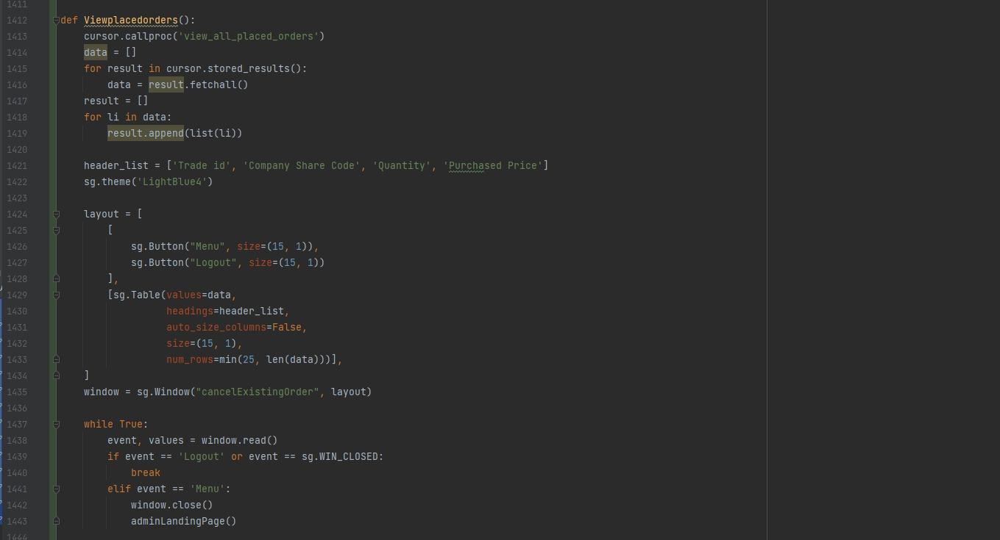 1411
1412 def Viewplacedorders():
1413 cursor.callproc('view_all_placed_orders')
1414 data = []
1415 for result in cursor.stored_results():
1416 data = result.fetchall()
1417 result = []
1418 for li in data:
1419 result.append(list(li))
1420
1421 header_list = ['Trade id', 'Company Share Code', 'Quantity', 'Purchased Price']
1422 sg.theme('LightBlue4')
1423
1424 layout = [
1425 [
1426 sg.Button("Menu", size=(15, 1)),
1427 sg.Button("Logout", size=(15, 1))
1428 ],
1429 [sg.Table(values=data,
1430 headings=header_list,
1431 auto_size_columns=False,
1432 size=(15, 1),
1433 num_rows=min(25, len(data)))],
1434 ]
1435 window = sg.Window("cancelExistingOrder", layout)
1436
1437 while True:
1438 event, values = window.read()
1439 if event == 'Logout' or event == sg.WIN_CLOSED:
1440 break
1441 elif event == 'Menu':
1442 window.close()
1443 adminLandingPage()
1444